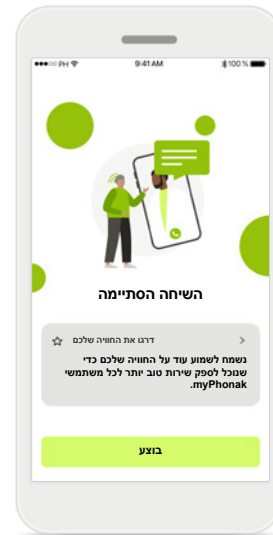 PH 9:41 AM 100 %
השיחה הסתיימה
דרגו את החוויה שלכם
נשמח לשמוע עוד על החוויה שלכם כדי
שנוכל לספק שירות טוב יותר לכל משתמשי
myPhonak.
בוצע